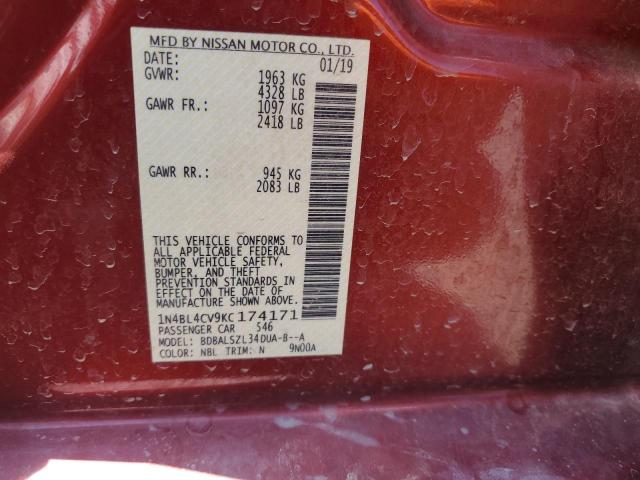 MFD BY NISSAN MOTOR CO., LTD.
DATE: 01/19
GVWR: 1963 KG
4328 LB
GAWR FR.: 1097 KG
2418 LB
GAWR RR.: 945 KG
2083 LB
THIS VEHICLE CONFORMS TO
ALL APPLICABLE FEDERAL
MOTOR VEHICLE SAFETY,
BUMPER, AND THEFT
PREVENTION STANDARDS IN
EFFECT ON THE DATE OF
MANUFACTURE SHOWN ABOVE.
1N4BL4CV9KC174171
PASSENGER CAR 546
MODEL: BDBALSZL34DUA-B--A
COLOR: NBL TRIM: N 9N00A